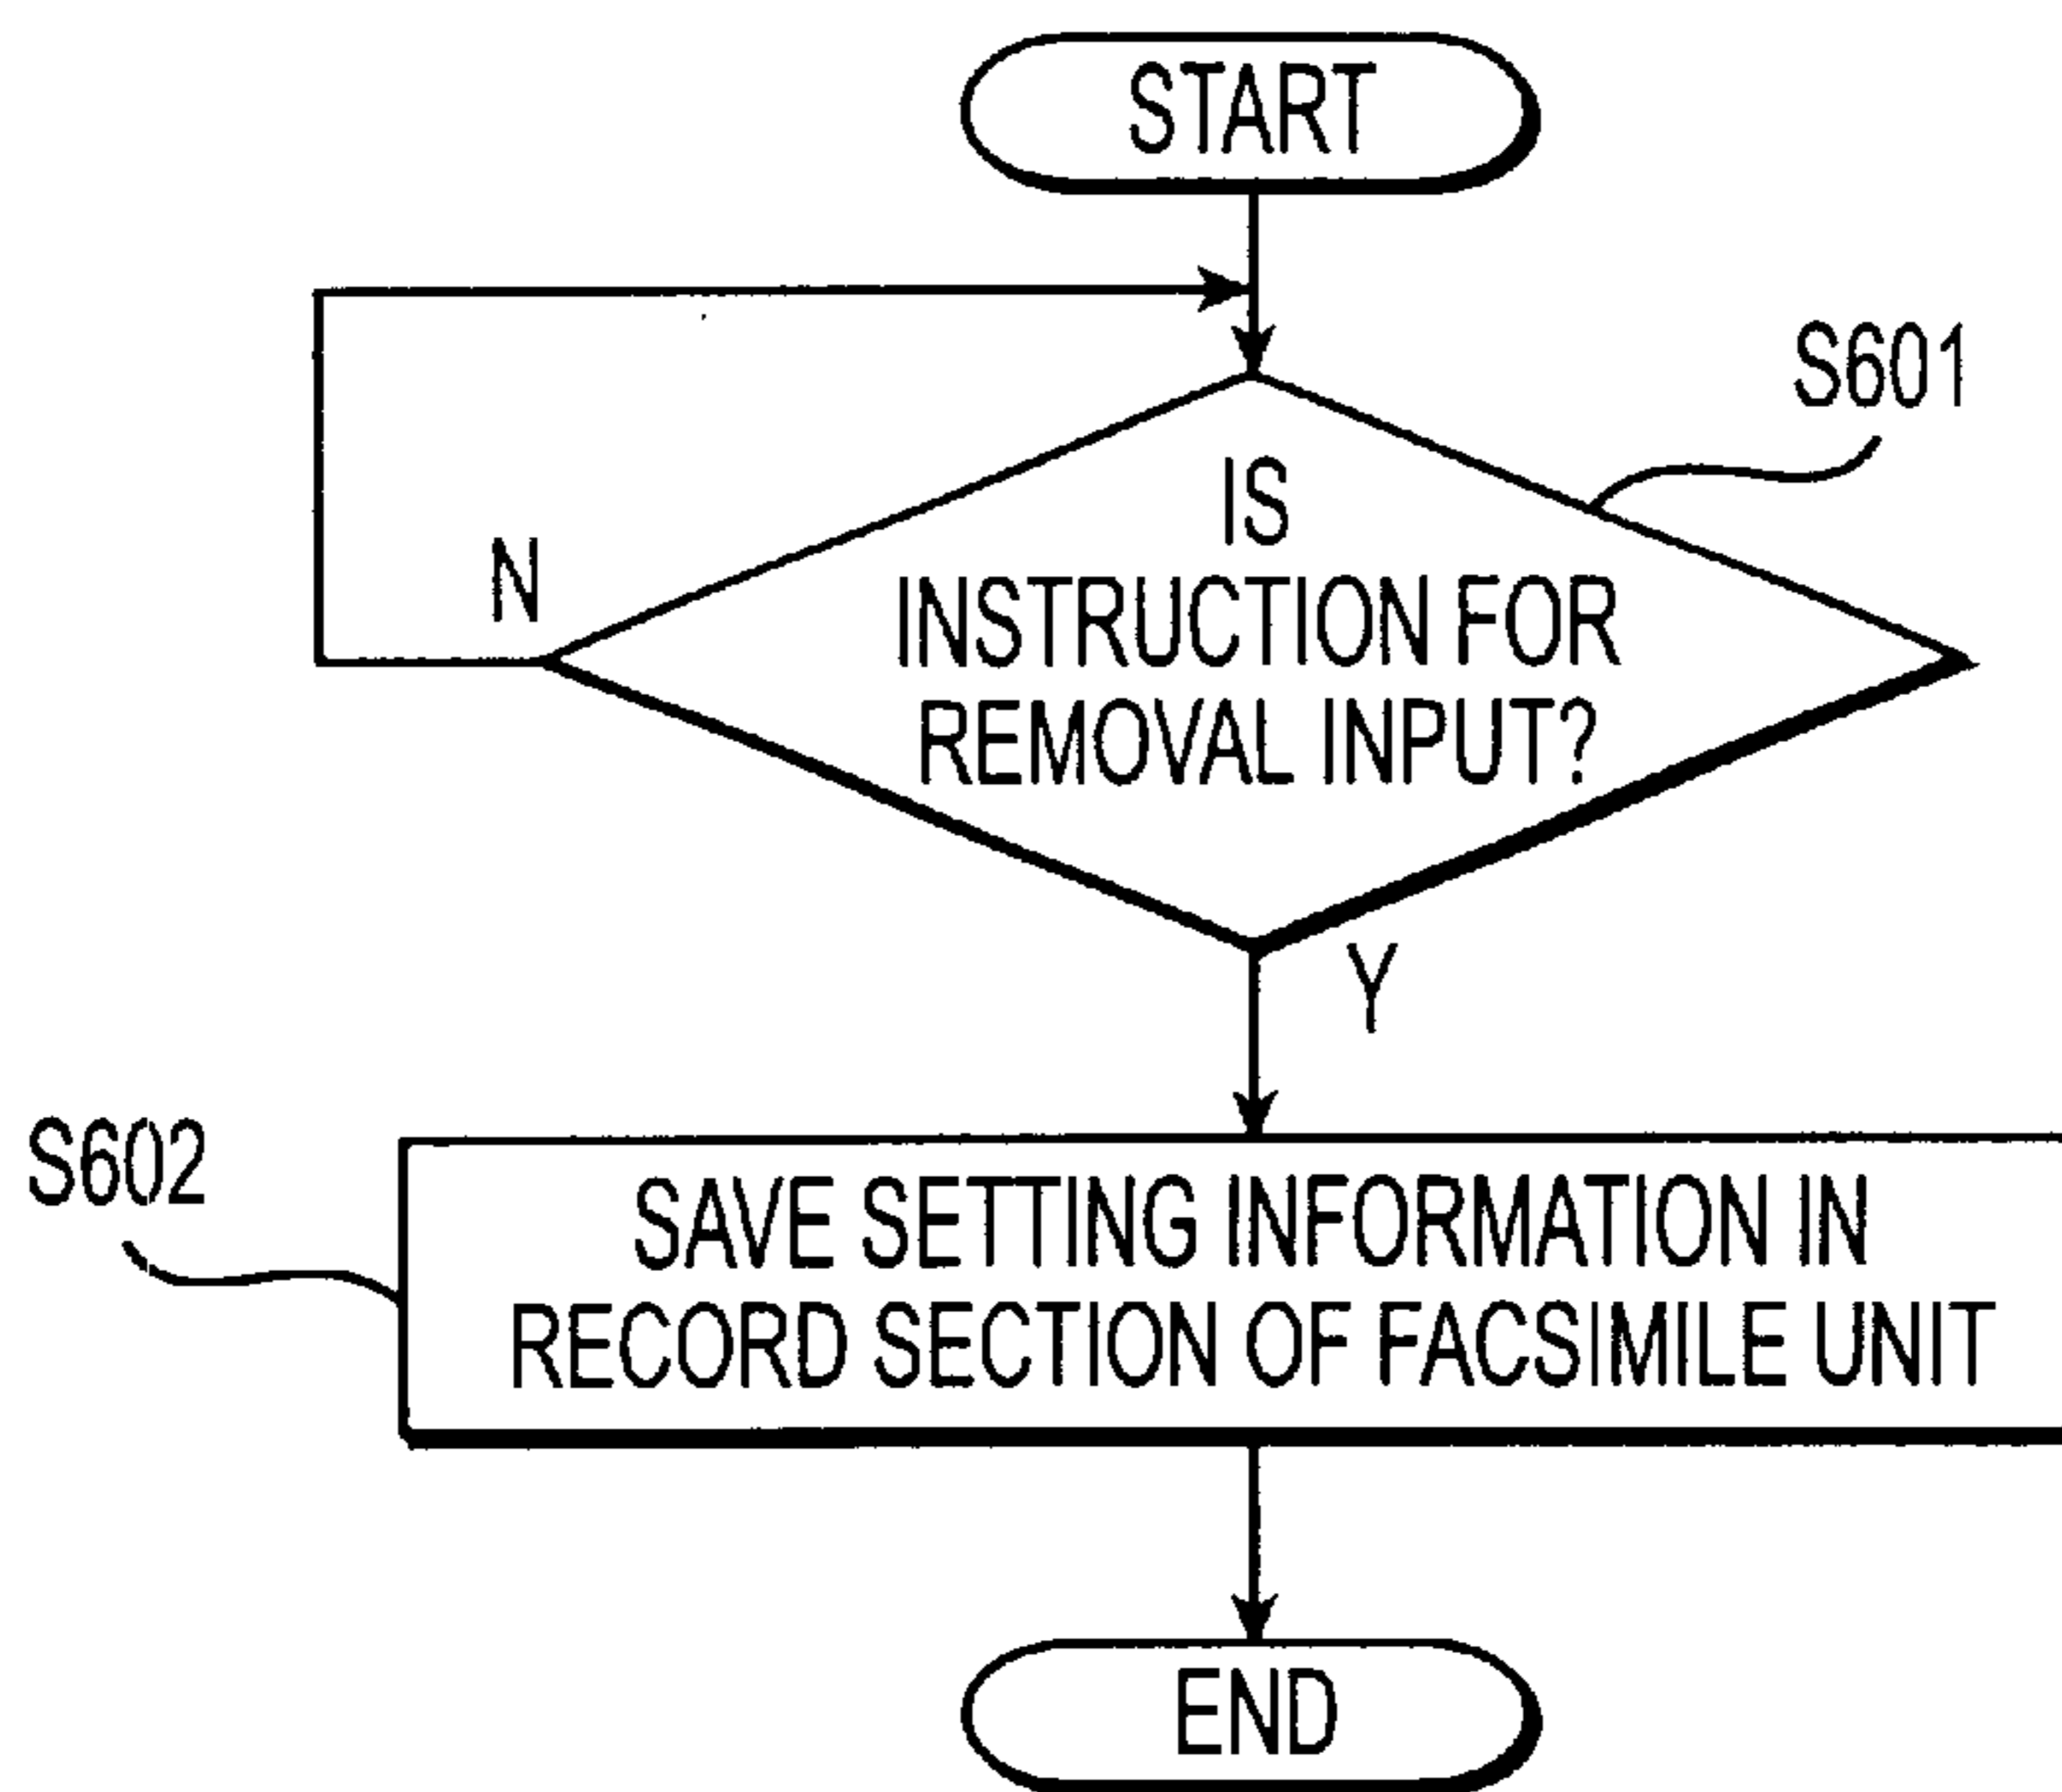 START
S601
IS
INSTRUCTION FOR
REMOVAL INPUT?
N
Y
S602
SAVE SETTING INFORMATION IN
RECORD SECTION OF FACSIMILE UNIT
END